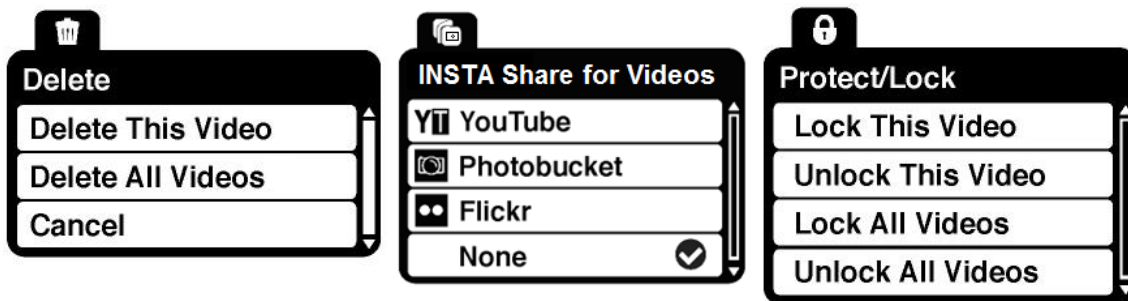 Delete
Delete This Video
Delete All Videos
Cancel
INSTA Share for Videos
YT YouTube
Photobucket
Flickr
None
Protect/Lock
Lock This Video
Unlock This Video
Lock All Videos
Unlock All Videos